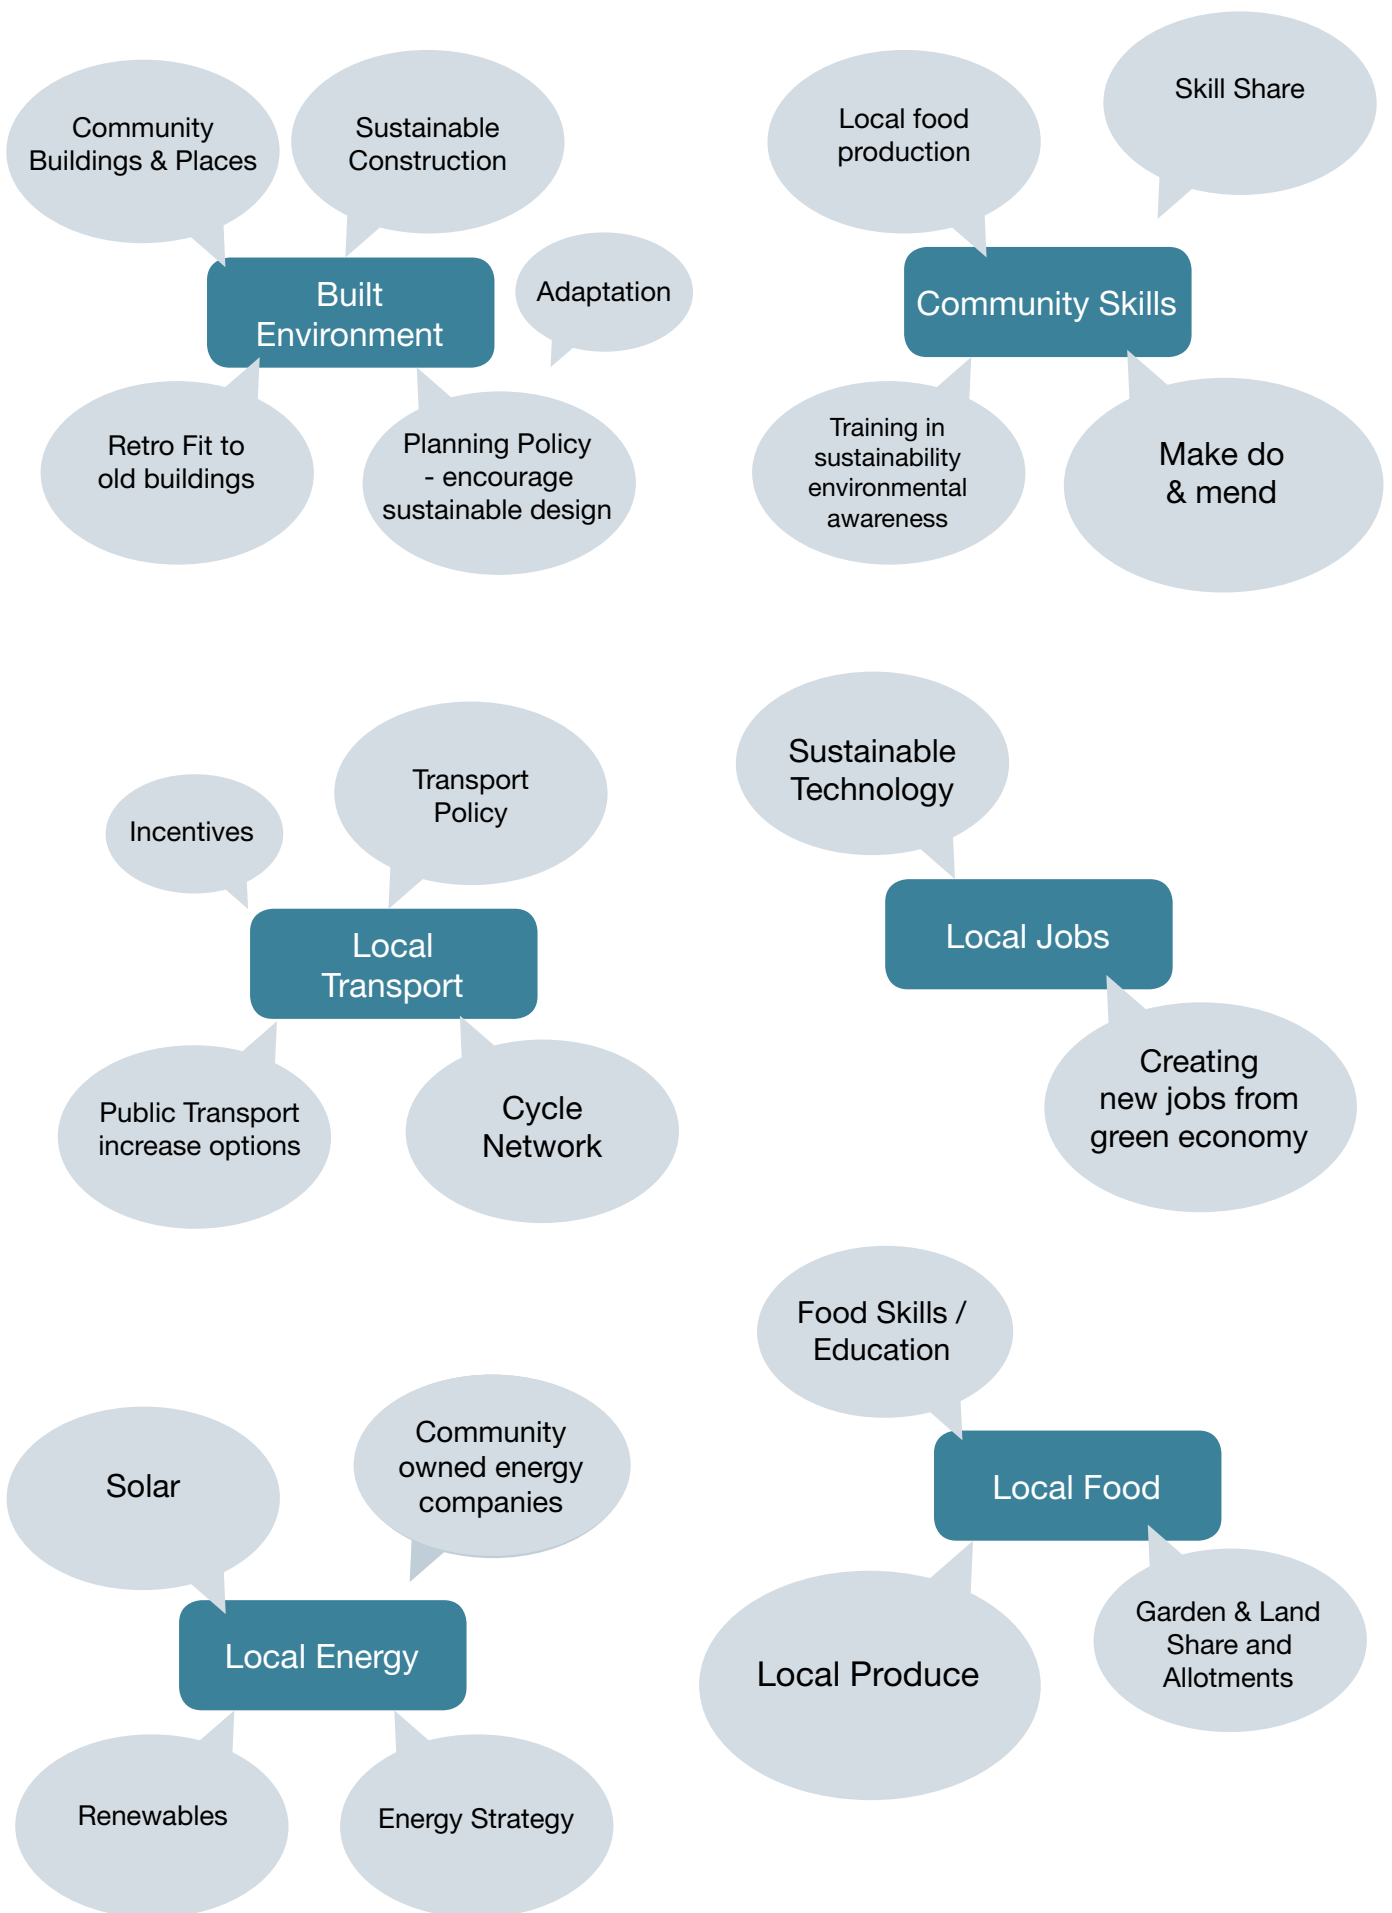 Community
Buildings & Places
Sustainable
Construction
Adaptation
Built
Environment
Retro Fit to
old buildings
Planning Policy
- encourage
sustainable design
Local food
production
Skill Share
Community Skills
Training in
sustainability
environmental
awareness
Make do
& mend
Incentives
Transport
Policy
Local
Transport
Public Transport
increase options
Cycle
Network
Sustainable
Technology
Local Jobs
Creating
new jobs from
green economy
Solar
Community
owned energy
companies
Local Energy
Renewables
Energy Strategy
Food Skills /
Education
Local Food
Local Produce
Garden & Land
Share and
Allotments